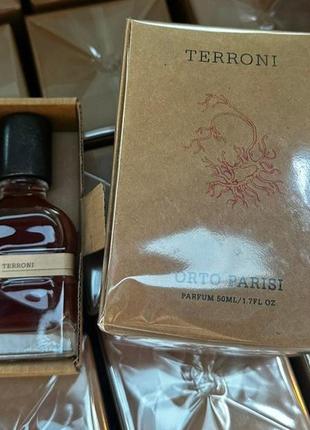 TERRONI
TERRONI
ORTO PARISI
PARFUM 50ML/1.7FL OZ